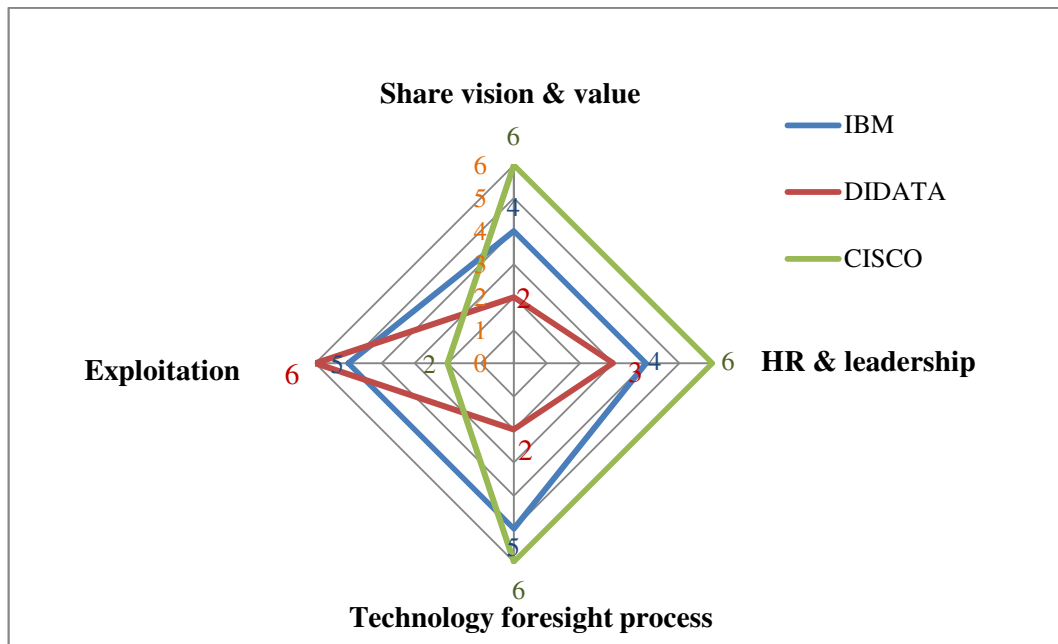 Share vision & value
6
IBM
6
5
4
4
DIDATA
3
CISCO
2
2
1
Exploitation
6
5
2
0
3
4
6
HR & leadership
2
5
6
Technology foresight process